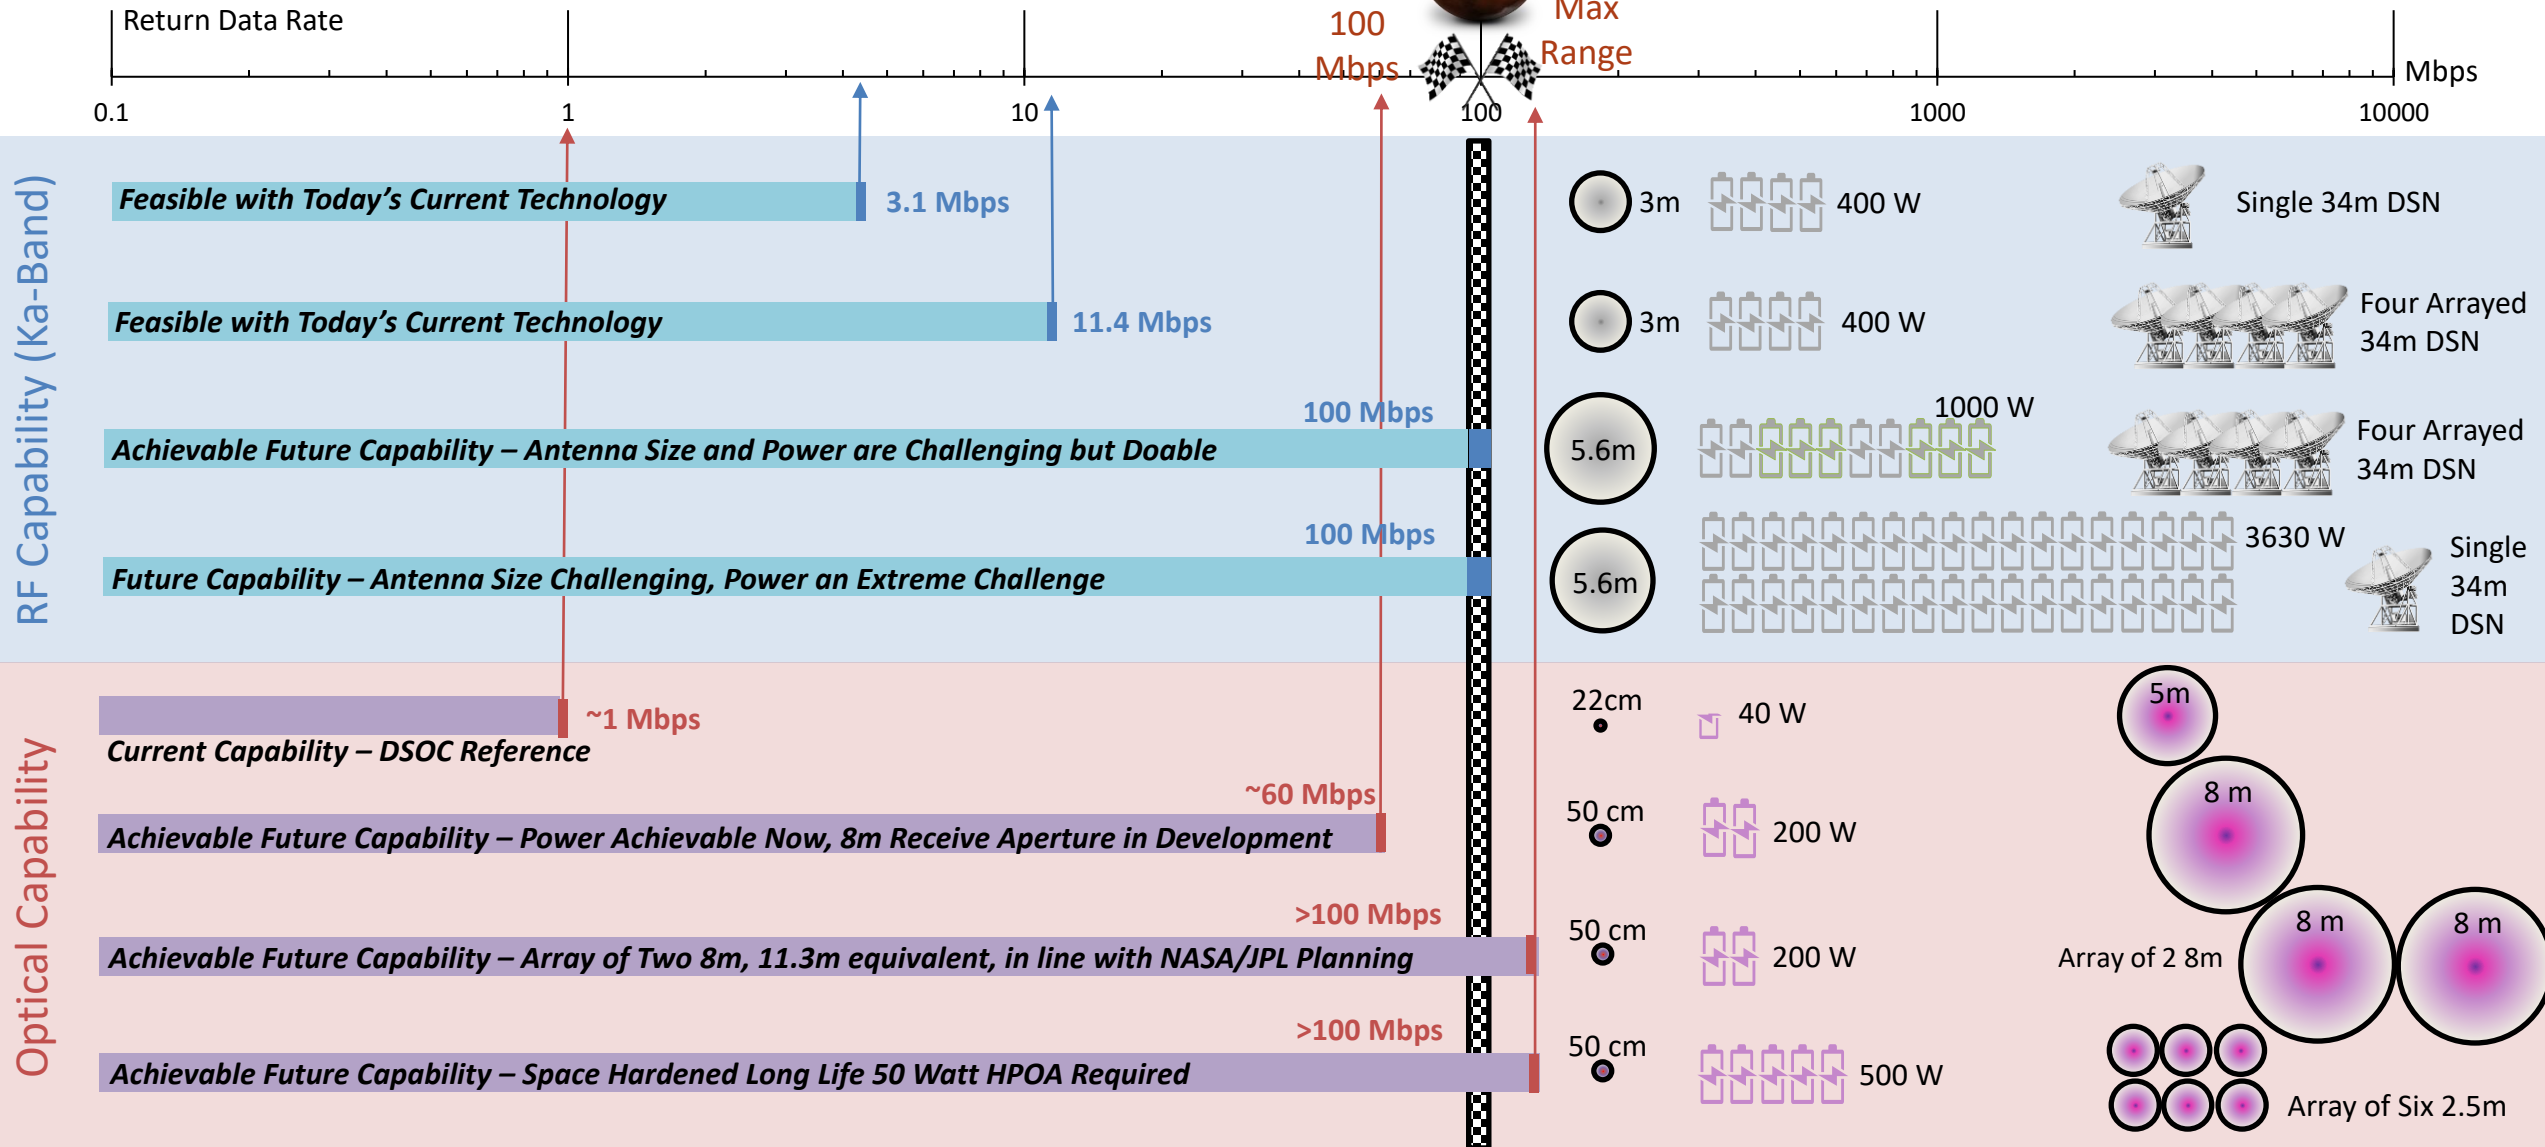 Return Data Rate
100
Mbps
Max
Range
Mbps
0.1
1
10
100
1000
10000
RF Capability (Ka-Band)
Feasible with Today's Current Technology
3.1 Mbps
3m
400 W
Single 34m DSN
Feasible with Today's Current Technology
11.4 Mbps
3m
400 W
Four Arrayed
34m DSN
100 Mbps
Achievable Future Capability – Antenna Size and Power are Challenging but Doable
5.6m
1000 W
Four Arrayed
34m DSN
100 Mbps
Future Capability – Antenna Size Challenging, Power an Extreme Challenge
5.6m
3630 W
Single
34m
DSN
Optical Capability
~1 Mbps
Current Capability – DSOC Reference
22cm
40 W
5m
~60 Mbps
Achievable Future Capability – Power Achievable Now, 8m Receive Aperture in Development
50 cm
200 W
8 m
>100 Mbps
Achievable Future Capability – Array of Two 8m, 11.3m equivalent, in line with NASA/JPL Planning
50 cm
200 W
Array of 2 8m
8 m
8 m
>100 Mbps
Achievable Future Capability – Space Hardened Long Life 50 Watt HPOA Required
50 cm
500 W
Array of Six 2.5m